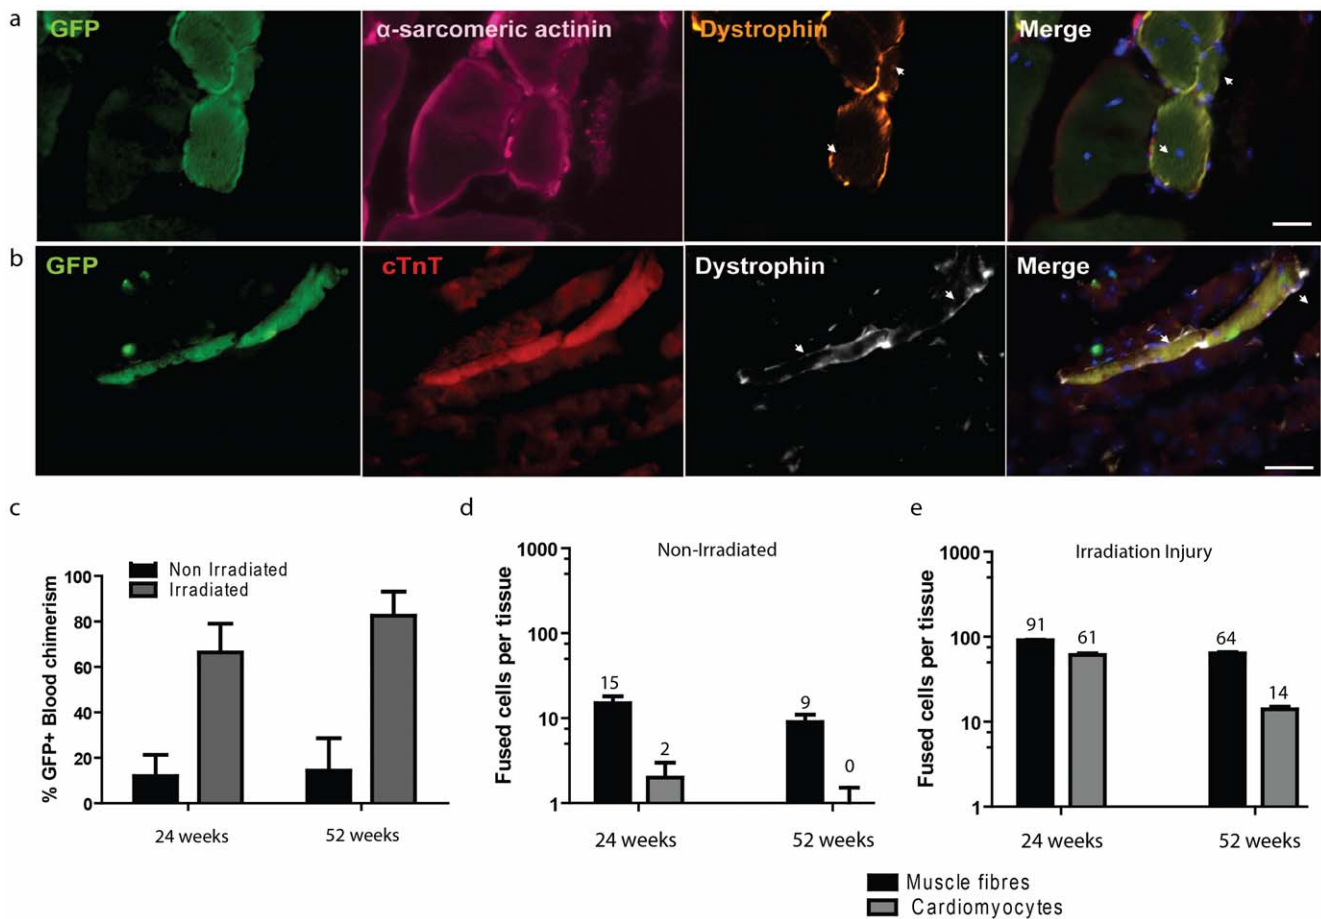 a
GFP
α-sarcomeric actinin
Dystrophin
Merge
b
GFP
cTnT
Dystrophin
Merge
c
% GFP+ Blood chimerism
100
80
60
40
20
0
Non Irradiated
Irradiated
24 weeks
52 weeks
d
Non-Irradiated
Fused cells per tissue
1000
100
10
1
15
2
9
0
24 weeks
52 weeks
e
Irradiation Injury
Fused cells per tissue
1000
100
10
1
91
61
64
14
24 weeks
52 weeks
Muscle fibres
Cardiomyocytes